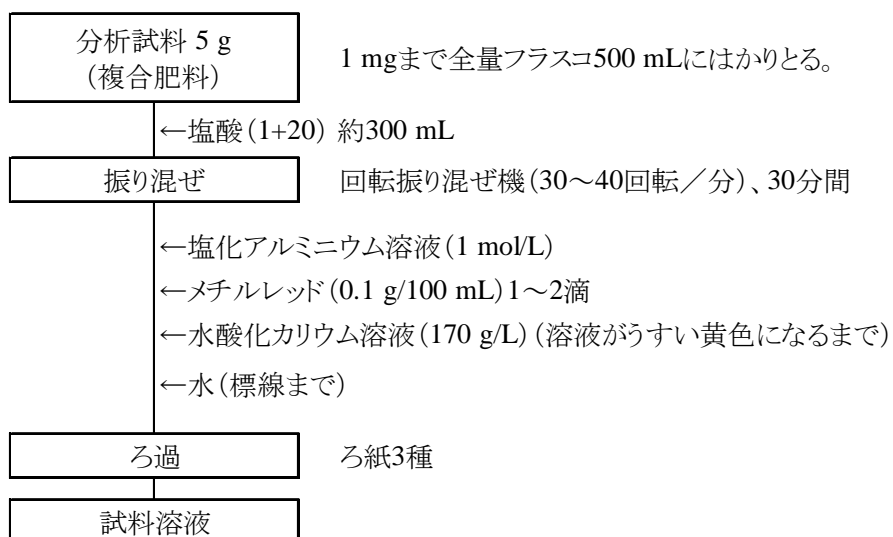 分析試料 5 g
（複合肥料）
1 mgまで全量フラスコ500 mLにはかりとる。
←塩酸（1+20） 約300 mL
振り混ぜ
回転振り混ぜ機（30～40回転／分）、30分間
←塩化アルミニウム溶液（1 mol/L）
←メチルレッド（0.1 g/100 mL）1～2滴
←水酸化カリウム溶液（170 g/L）（溶液がうすい黄色になるまで）
←水（標線まで）
ろ過
ろ紙3種
試料溶液